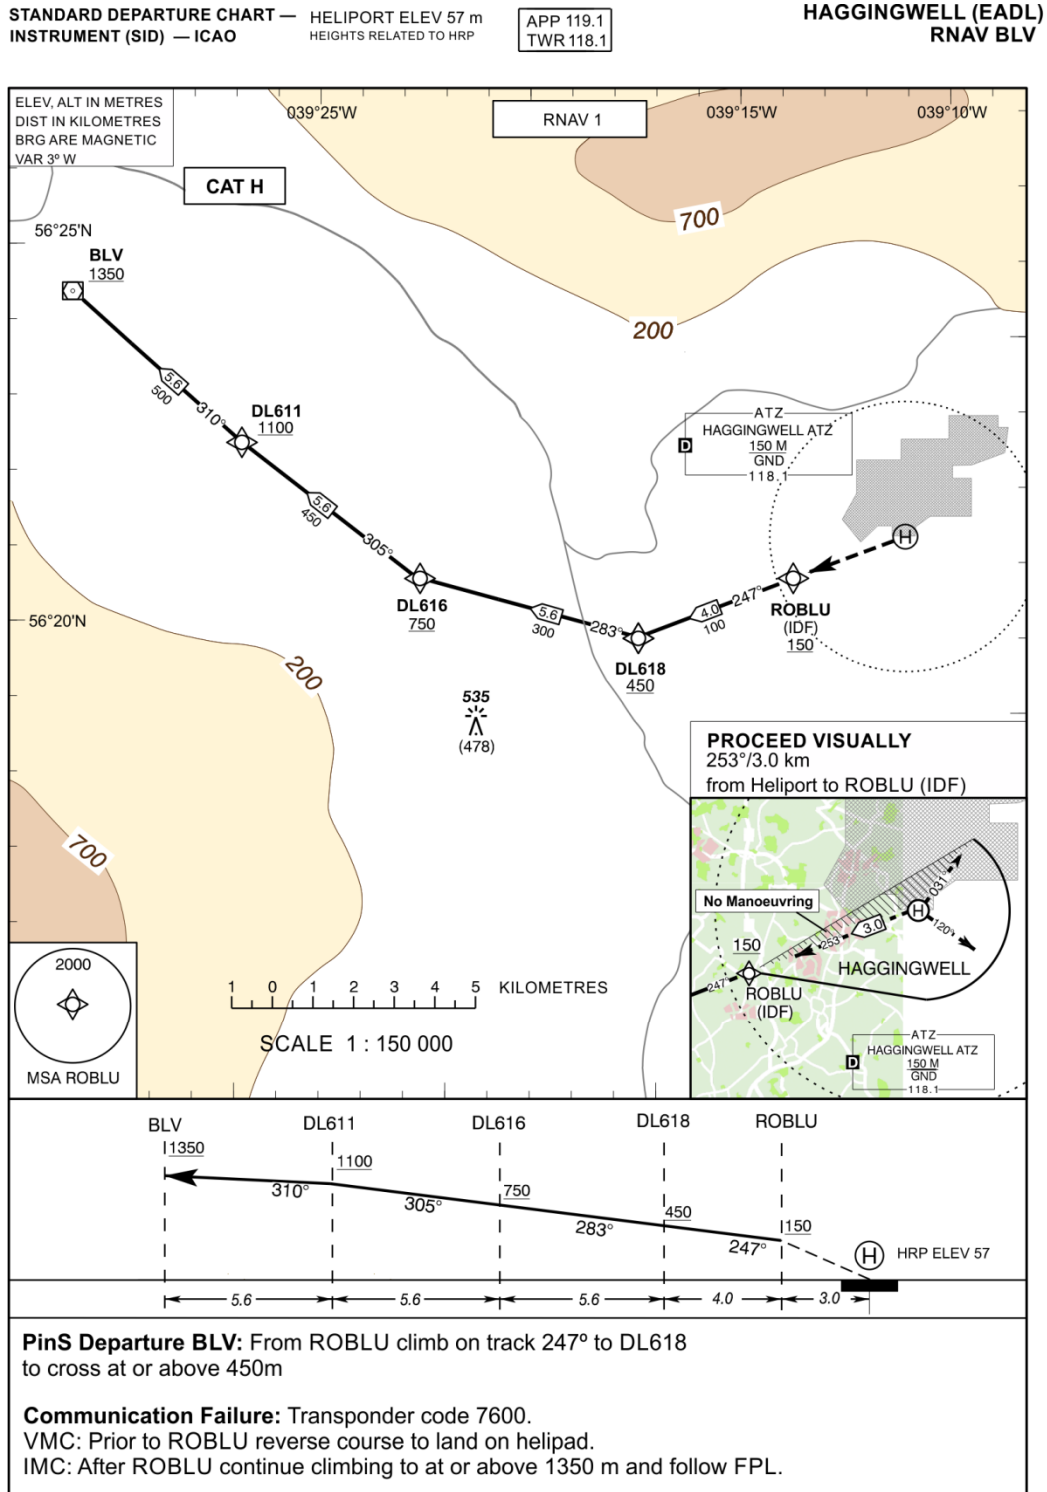 STANDARD DEPARTURE CHART —
INSTRUMENT (SID) — ICAO
HELIPORT ELEV 57 m
HEIGHTS RELATED TO HRP
APP 119.1
TWR 118.1
HAGGINGWELL (EADL)
RNAV BLV
ELEV, ALT IN METRES
DIST IN KILOMETRES
BRG ARE MAGNETIC
VAR 3º W
039°25'W
RNAV 1
039°15'W
039°10'W
CAT H
700
56°25'N
BLV
1350
200
5.6
500
310°
DL611
1100
ATZ
HAGGINGWELL ATZ
D
150 M
GND
118.1
5.6
450
305°
H
DL616
750
5.6
300
283°
4.0
100
247°
ROBLU
(IDF)
150
56°20'N
DL618
450
200
535
(478)
PROCEED VISUALLY
253°/3.0 km
from Heliport to ROBLU (IDF)
700
No Manoeuvring
031°
H
120°
3.0
253°
150
HAGGINGWELL
247°
ROBLU
(IDF)
ATZ
HAGGINGWELL ATZ
D
150 M
GND
118.1
2000
MSA ROBLU
1 0 1 2 3 4 5 KILOMETRES
SCALE 1 : 150 000
BLV DL611 DL616 DL618 ROBLU
1350
1100
750
450
150
310°
305°
283°
247°
H
HRP ELEV 57
5.6 5.6 5.6 4.0 3.0
PinS Departure BLV: From ROBLU climb on track 247º to DL618
to cross at or above 450m
Communication Failure: Transponder code 7600.
VMC: Prior to ROBLU reverse course to land on helipad.
IMC: After ROBLU continue climbing to at or above 1350 m and follow FPL.